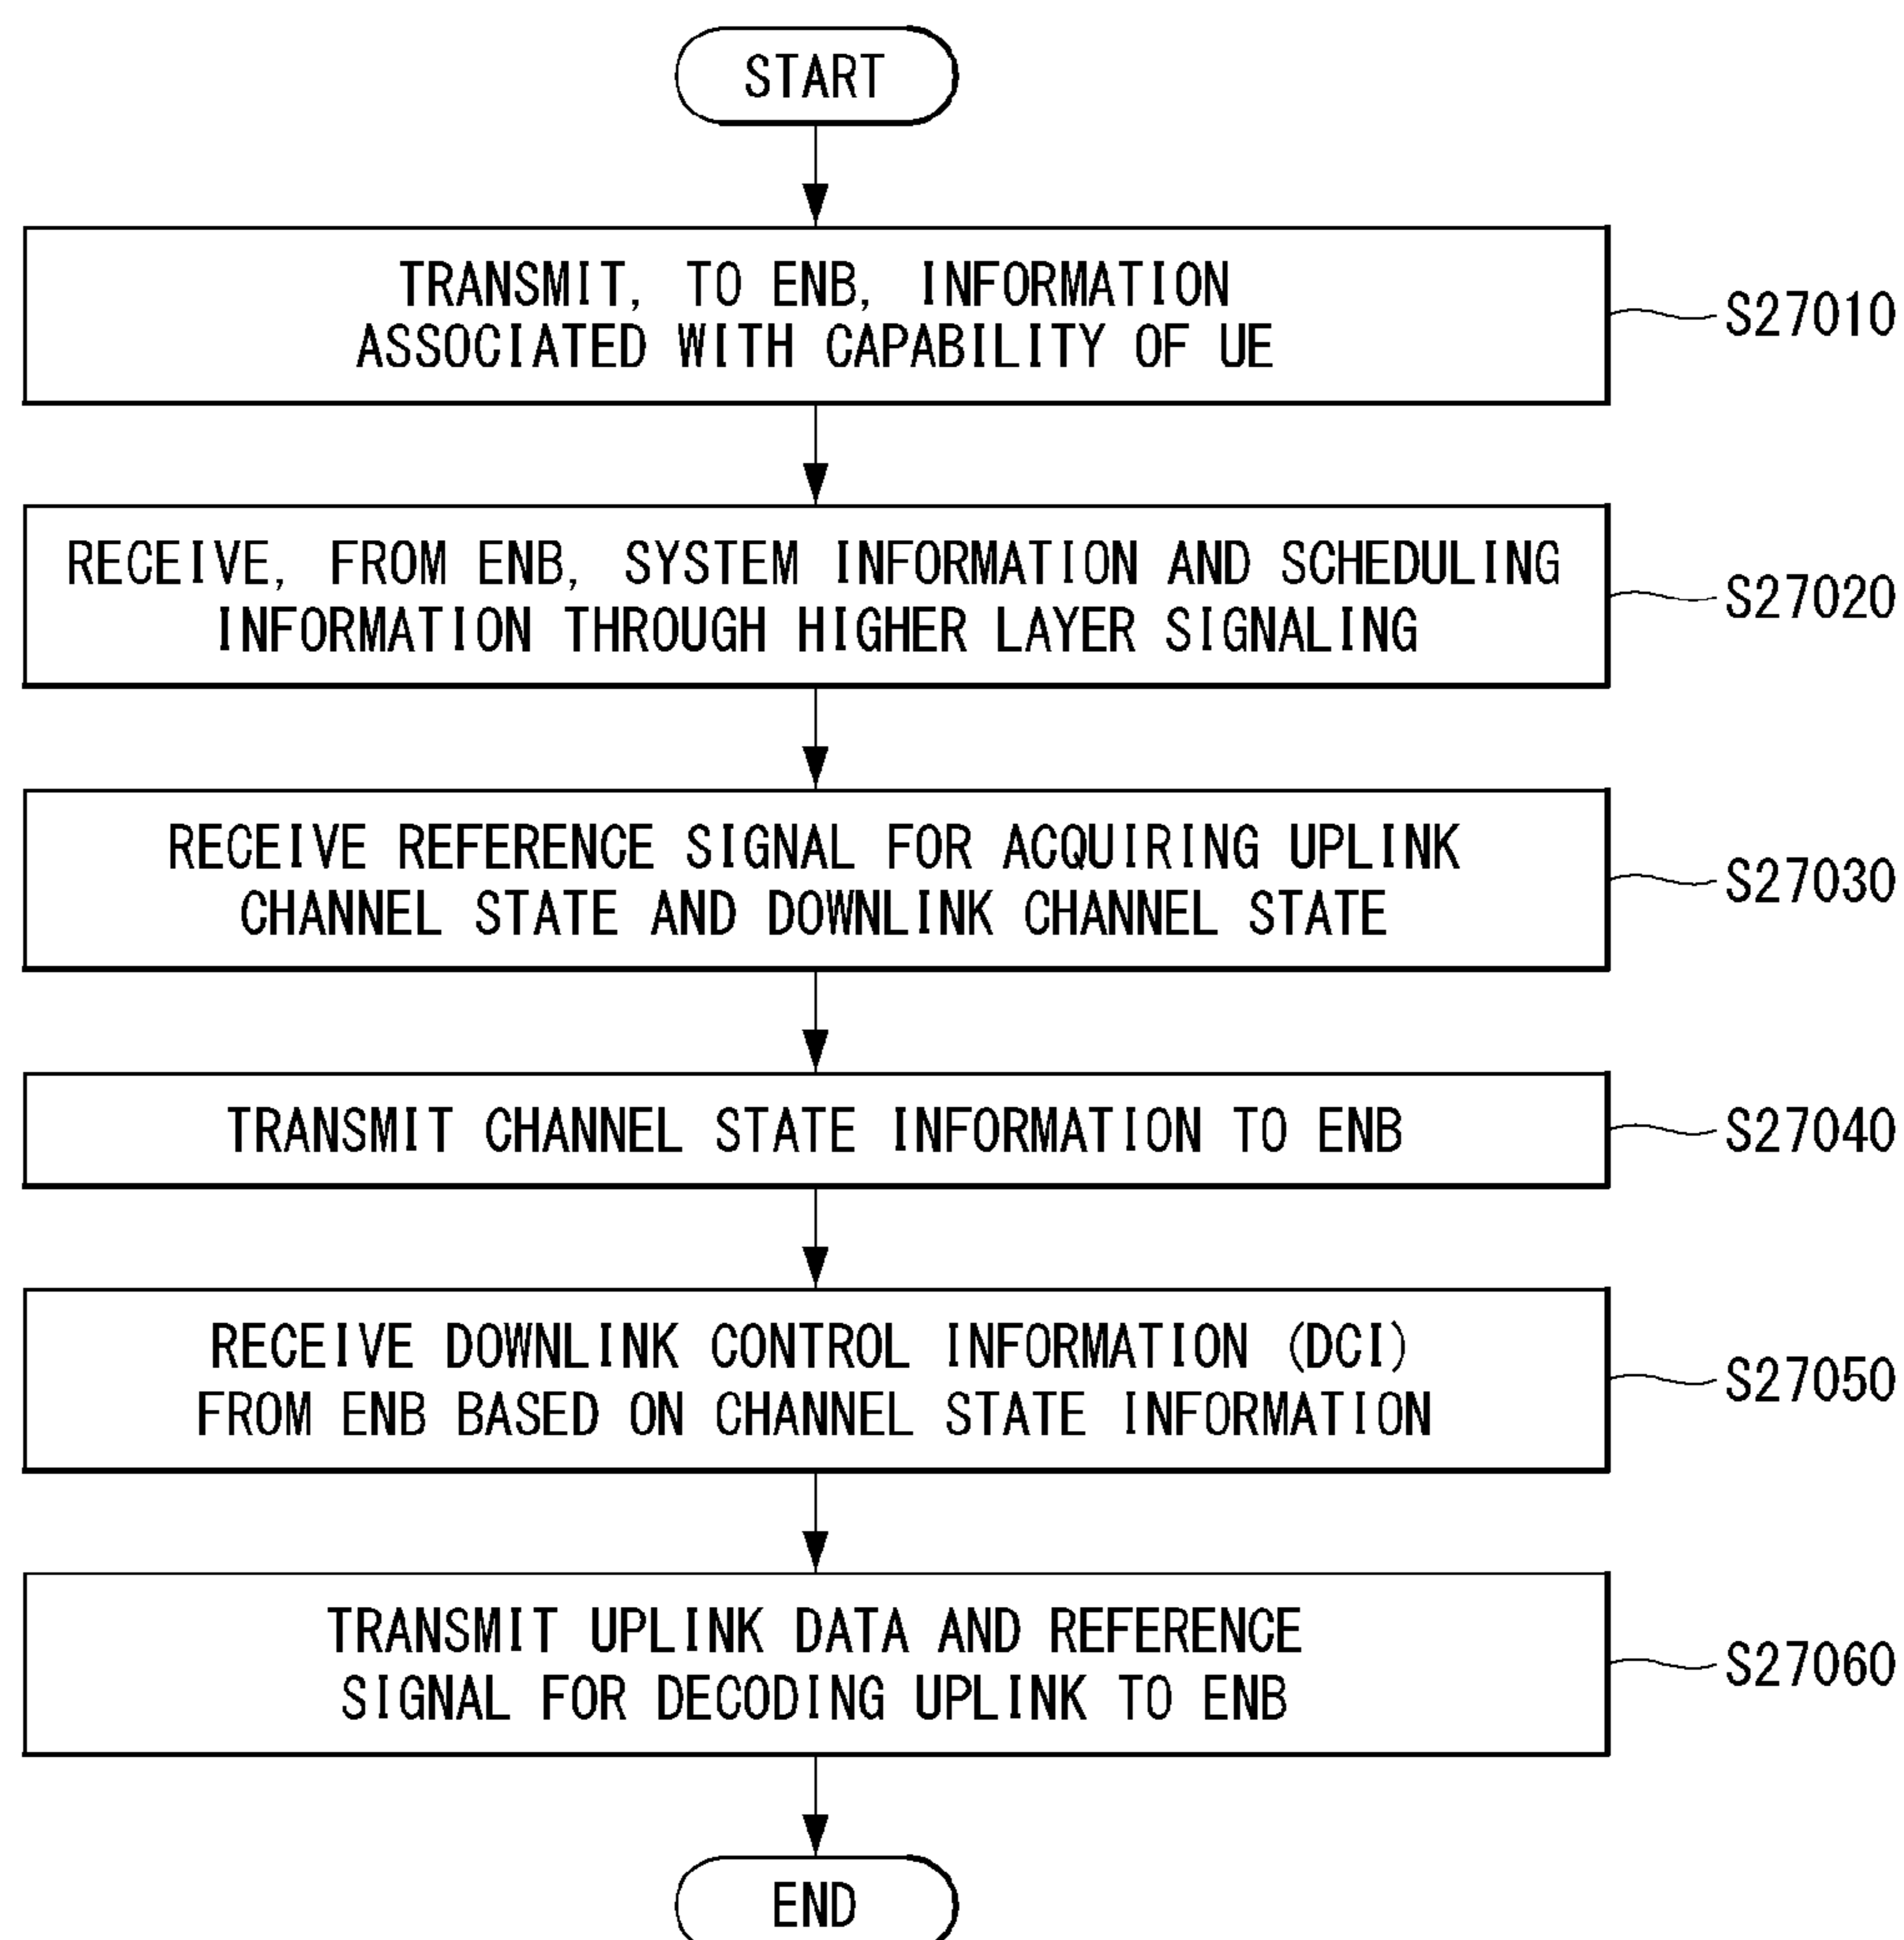 START
TRANSMIT, TO ENB, INFORMATION
ASSOCIATED WITH CAPABILITY OF UE
S27010
RECEIVE, FROM ENB, SYSTEM INFORMATION AND SCHEDULING
INFORMATION THROUGH HIGHER LAYER SIGNALING
S27020
RECEIVE REFERENCE SIGNAL FOR ACQUIRING UPLINK
CHANNEL STATE AND DOWNLINK CHANNEL STATE
S27030
TRANSMIT CHANNEL STATE INFORMATION TO ENB
S27040
RECEIVE DOWNLINK CONTROL INFORMATION (DCI)
FROM ENB BASED ON CHANNEL STATE INFORMATION
S27050
TRANSMIT UPLINK DATA AND REFERENCE
SIGNAL FOR DECODING UPLINK TO ENB
S27060
END